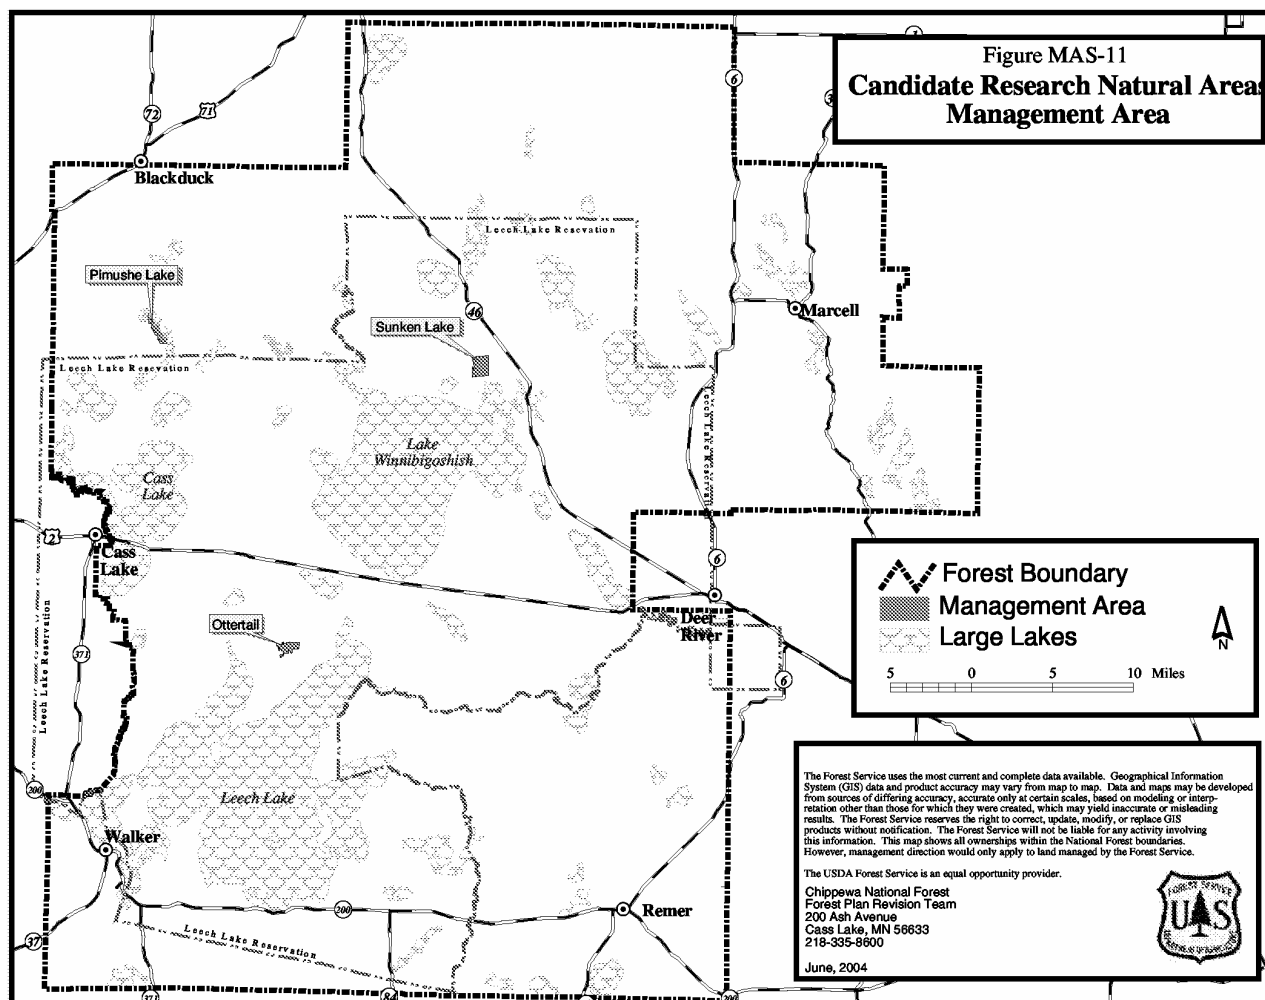 Figure MAS-11
Candidate Research Natural Areas
Management Area
1
6
72
71
Blackduck
Leech Lake Resevation
Pimushe Lake
46
Marcell
Sunken Lake
Leech Lake Resevation
Lake
Winnibigoshish
Cass
Lake
2
Cass
Lake
6
Forest Boundary
Management Area
Large Lakes
N
5 0 5 10 Miles
Ottertail
Deer
River
Leech Lake Reservation
371
6
200
Leech Lake
Walker
200
Remer
37
Leech Lake Reservation
371
84
200
The Forest Service uses the most current and complete data available. Geographical Information
System (GIS) data and product accuracy may vary from map to map. Data and maps may be developed
from sources of differing accuracy, accurate only at certain scales, based on modeling or interp-
retation other than those for which they were created, which may yield inaccurate or misleading
results. The Forest Service reserves the right to correct, update, modify, or replace GIS
products without notification. The Forest Service will not be liable for any activity involving
this information. This map shows all ownerships within the National Forest boundaries.
However, management direction would only apply to land managed by the Forest Service.
The USDA Forest Service is an equal opportunity provider.
Chippewa National Forest
Forest Plan Revision Team
200 Ash Avenue
Cass Lake, MN 56633
218-335-8600
June, 2004
FOREST SERVICE
U S